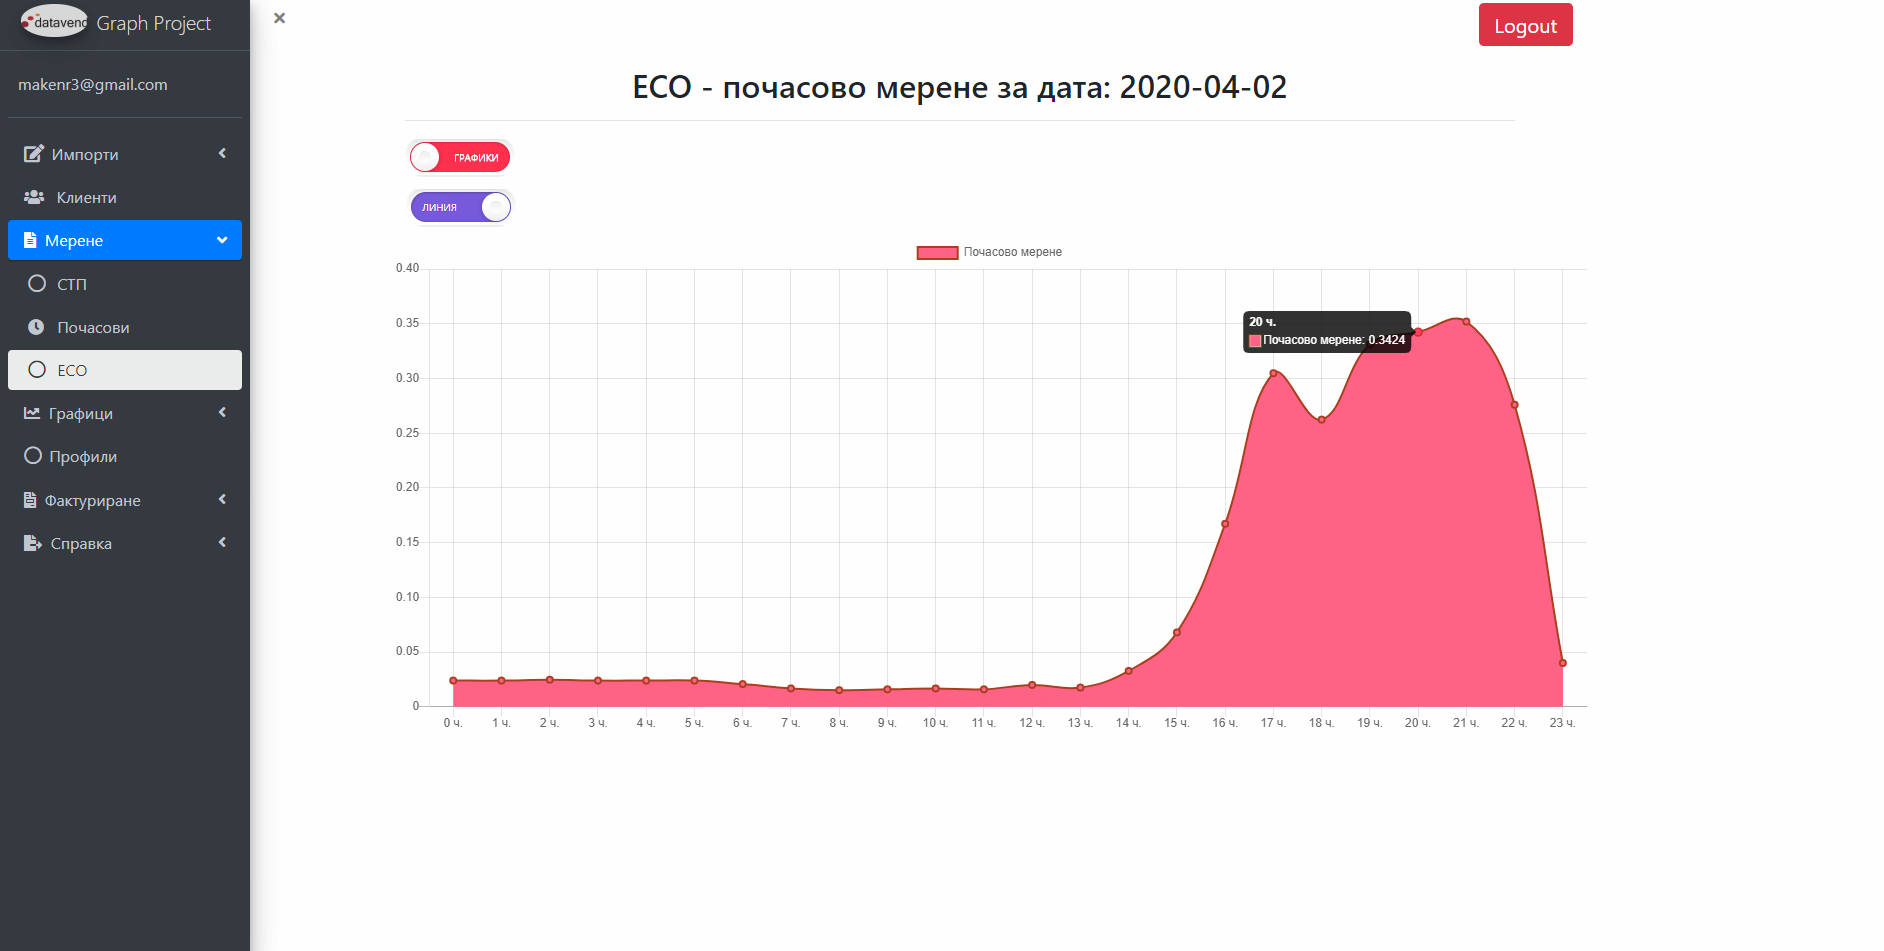 datavend Graph Project
makenr3@gmail.com
Импорти
Клиенти
Мерене
СТП
Почасови
ECO
Графици
Профили
Фактуриране
Справка
×
Logout
ECO - почасово мерене за дата: 2020-04-02
ГРАФИКИ
ЛИНИЯ
Почасово мерене
0.40
0.35
0.30
0.25
0.20
0.15
0.10
0.05
0
20 ч.
Почасово мерене: 0.3424
0 ч. 1 ч. 2 ч. 3 ч. 4 ч. 5 ч. 6 ч. 7 ч. 8 ч. 9 ч. 10 ч. 11 ч. 12 ч. 13 ч. 14 ч. 15 ч. 16 ч. 17 ч. 18 ч. 19 ч. 20 ч. 21 ч. 22 ч. 23 ч.